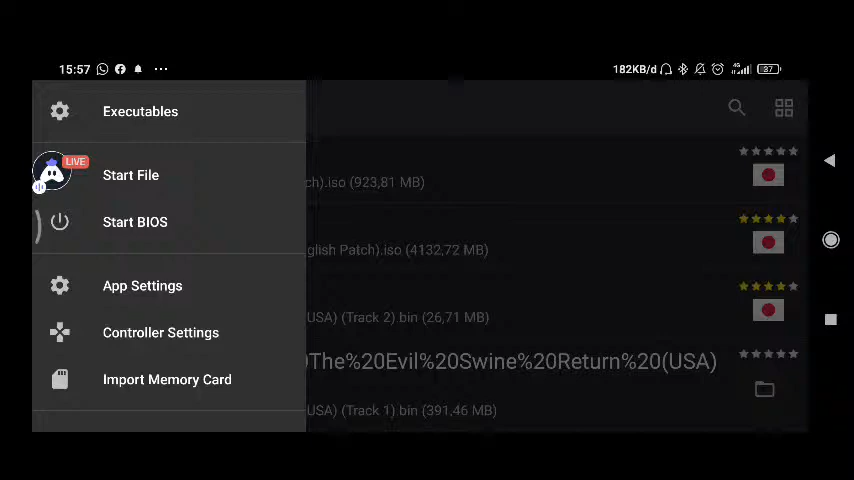 15:57 ... 182KB/d 4G 37
Executables
LIVE
Start File
ch).iso (923,81 MB)
Start BIOS
glish Patch).iso (4132,72 MB)
App Settings
USA) (Track 2).bin (26,71 MB)
Controller Settings
The%20Evil%20Swine%20Return%20(USA)
Import Memory Card
USA) (Track 1).bin (391,46 MB)